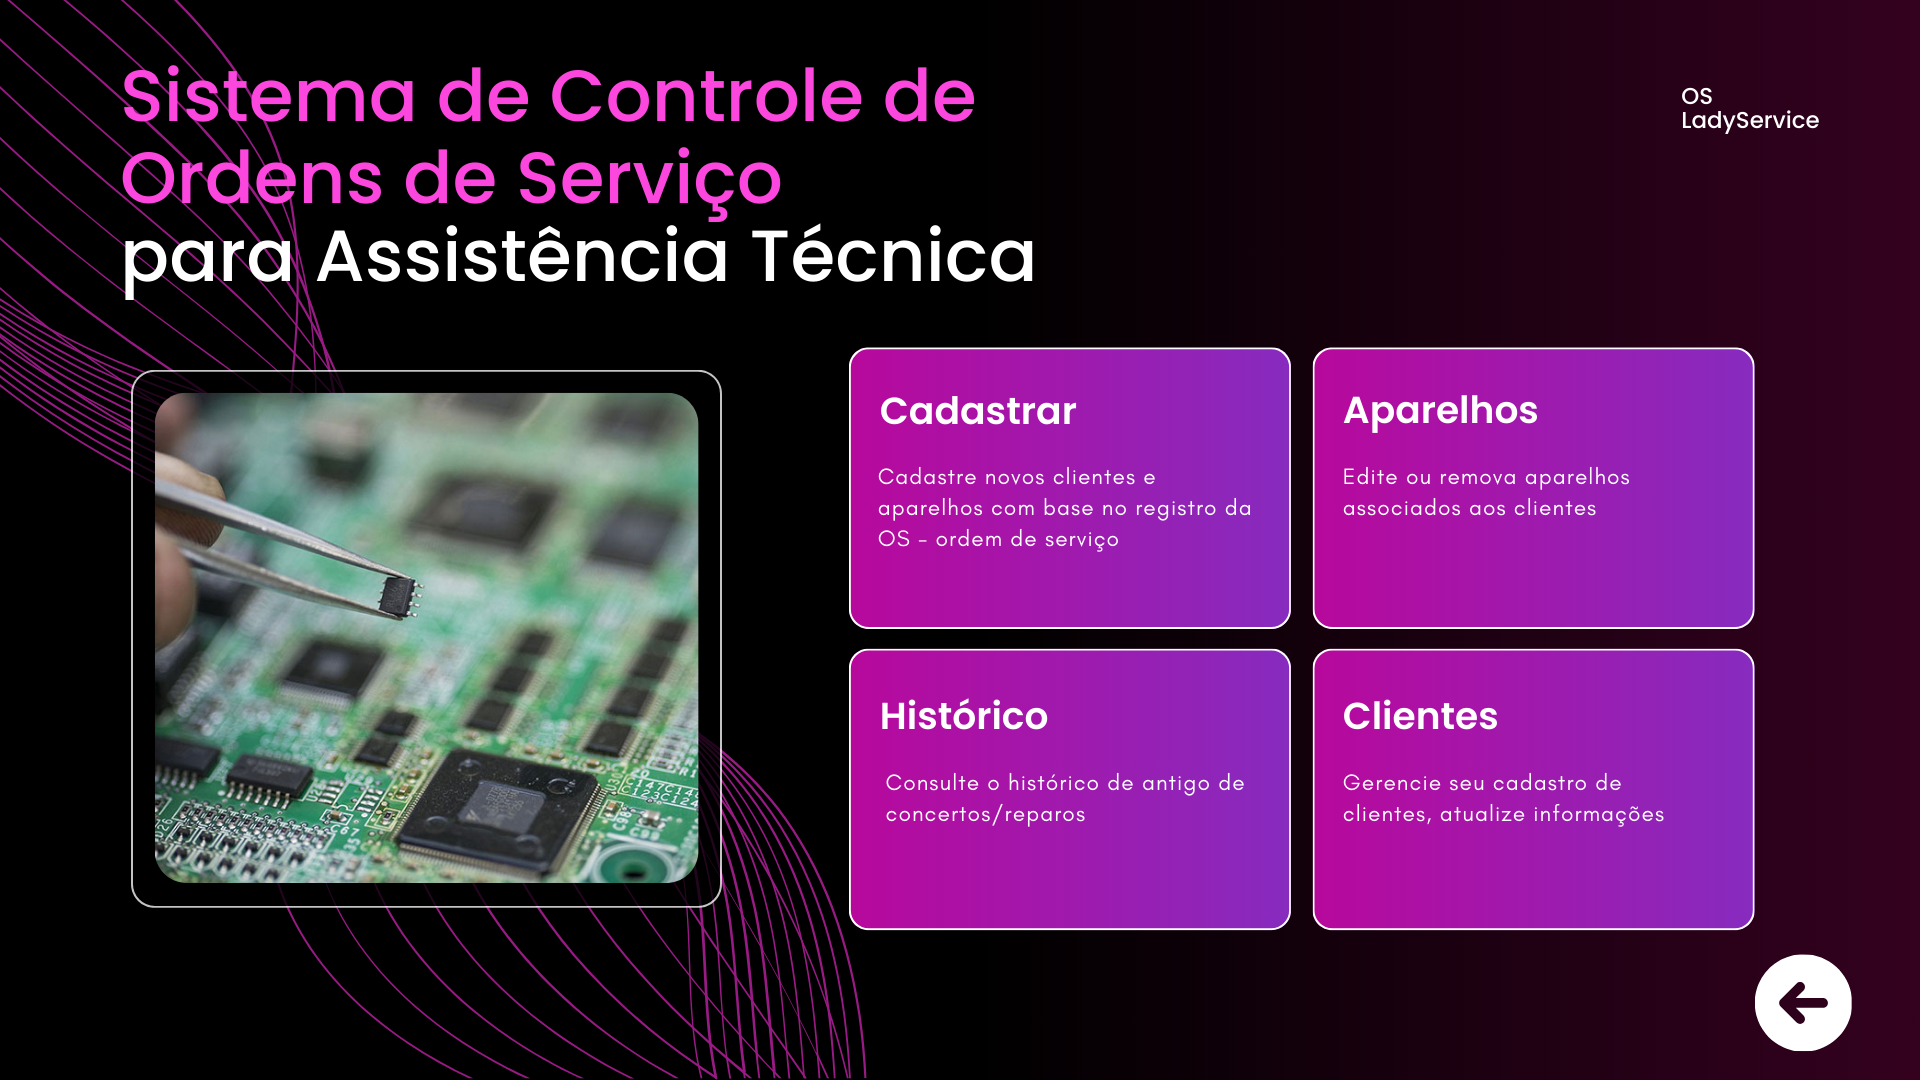 Sistema de Controle de
Ordens de Serviço
para Assistência Técnica
OS
LadyService
Cadastrar
Cadastre novos clientes e
aparelhos com base no registro da
OS - ordem de serviço
Aparelhos
Edite ou remova aparelhos
associados aos clientes
Histórico
Consulte o histórico de antigo de
concertos/reparos
Clientes
Gerencie seu cadastro de
clientes, atualize informações